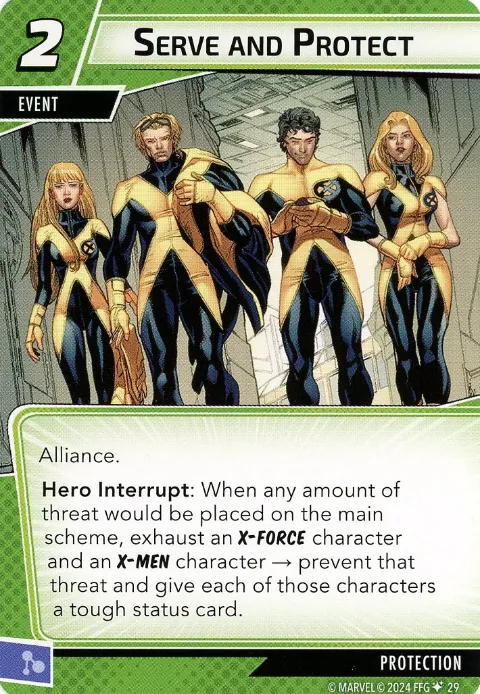 2
SERVE AND PROTECT
EVENT
Alliance.
Hero Interrupt: When any amount of
threat would be placed on the main
scheme, exhaust an X-FORCE character
and an X-MEN character → prevent that
threat and give each of those characters
a tough status card.
PROTECTION
© MARVEL © 2024 FFG 29